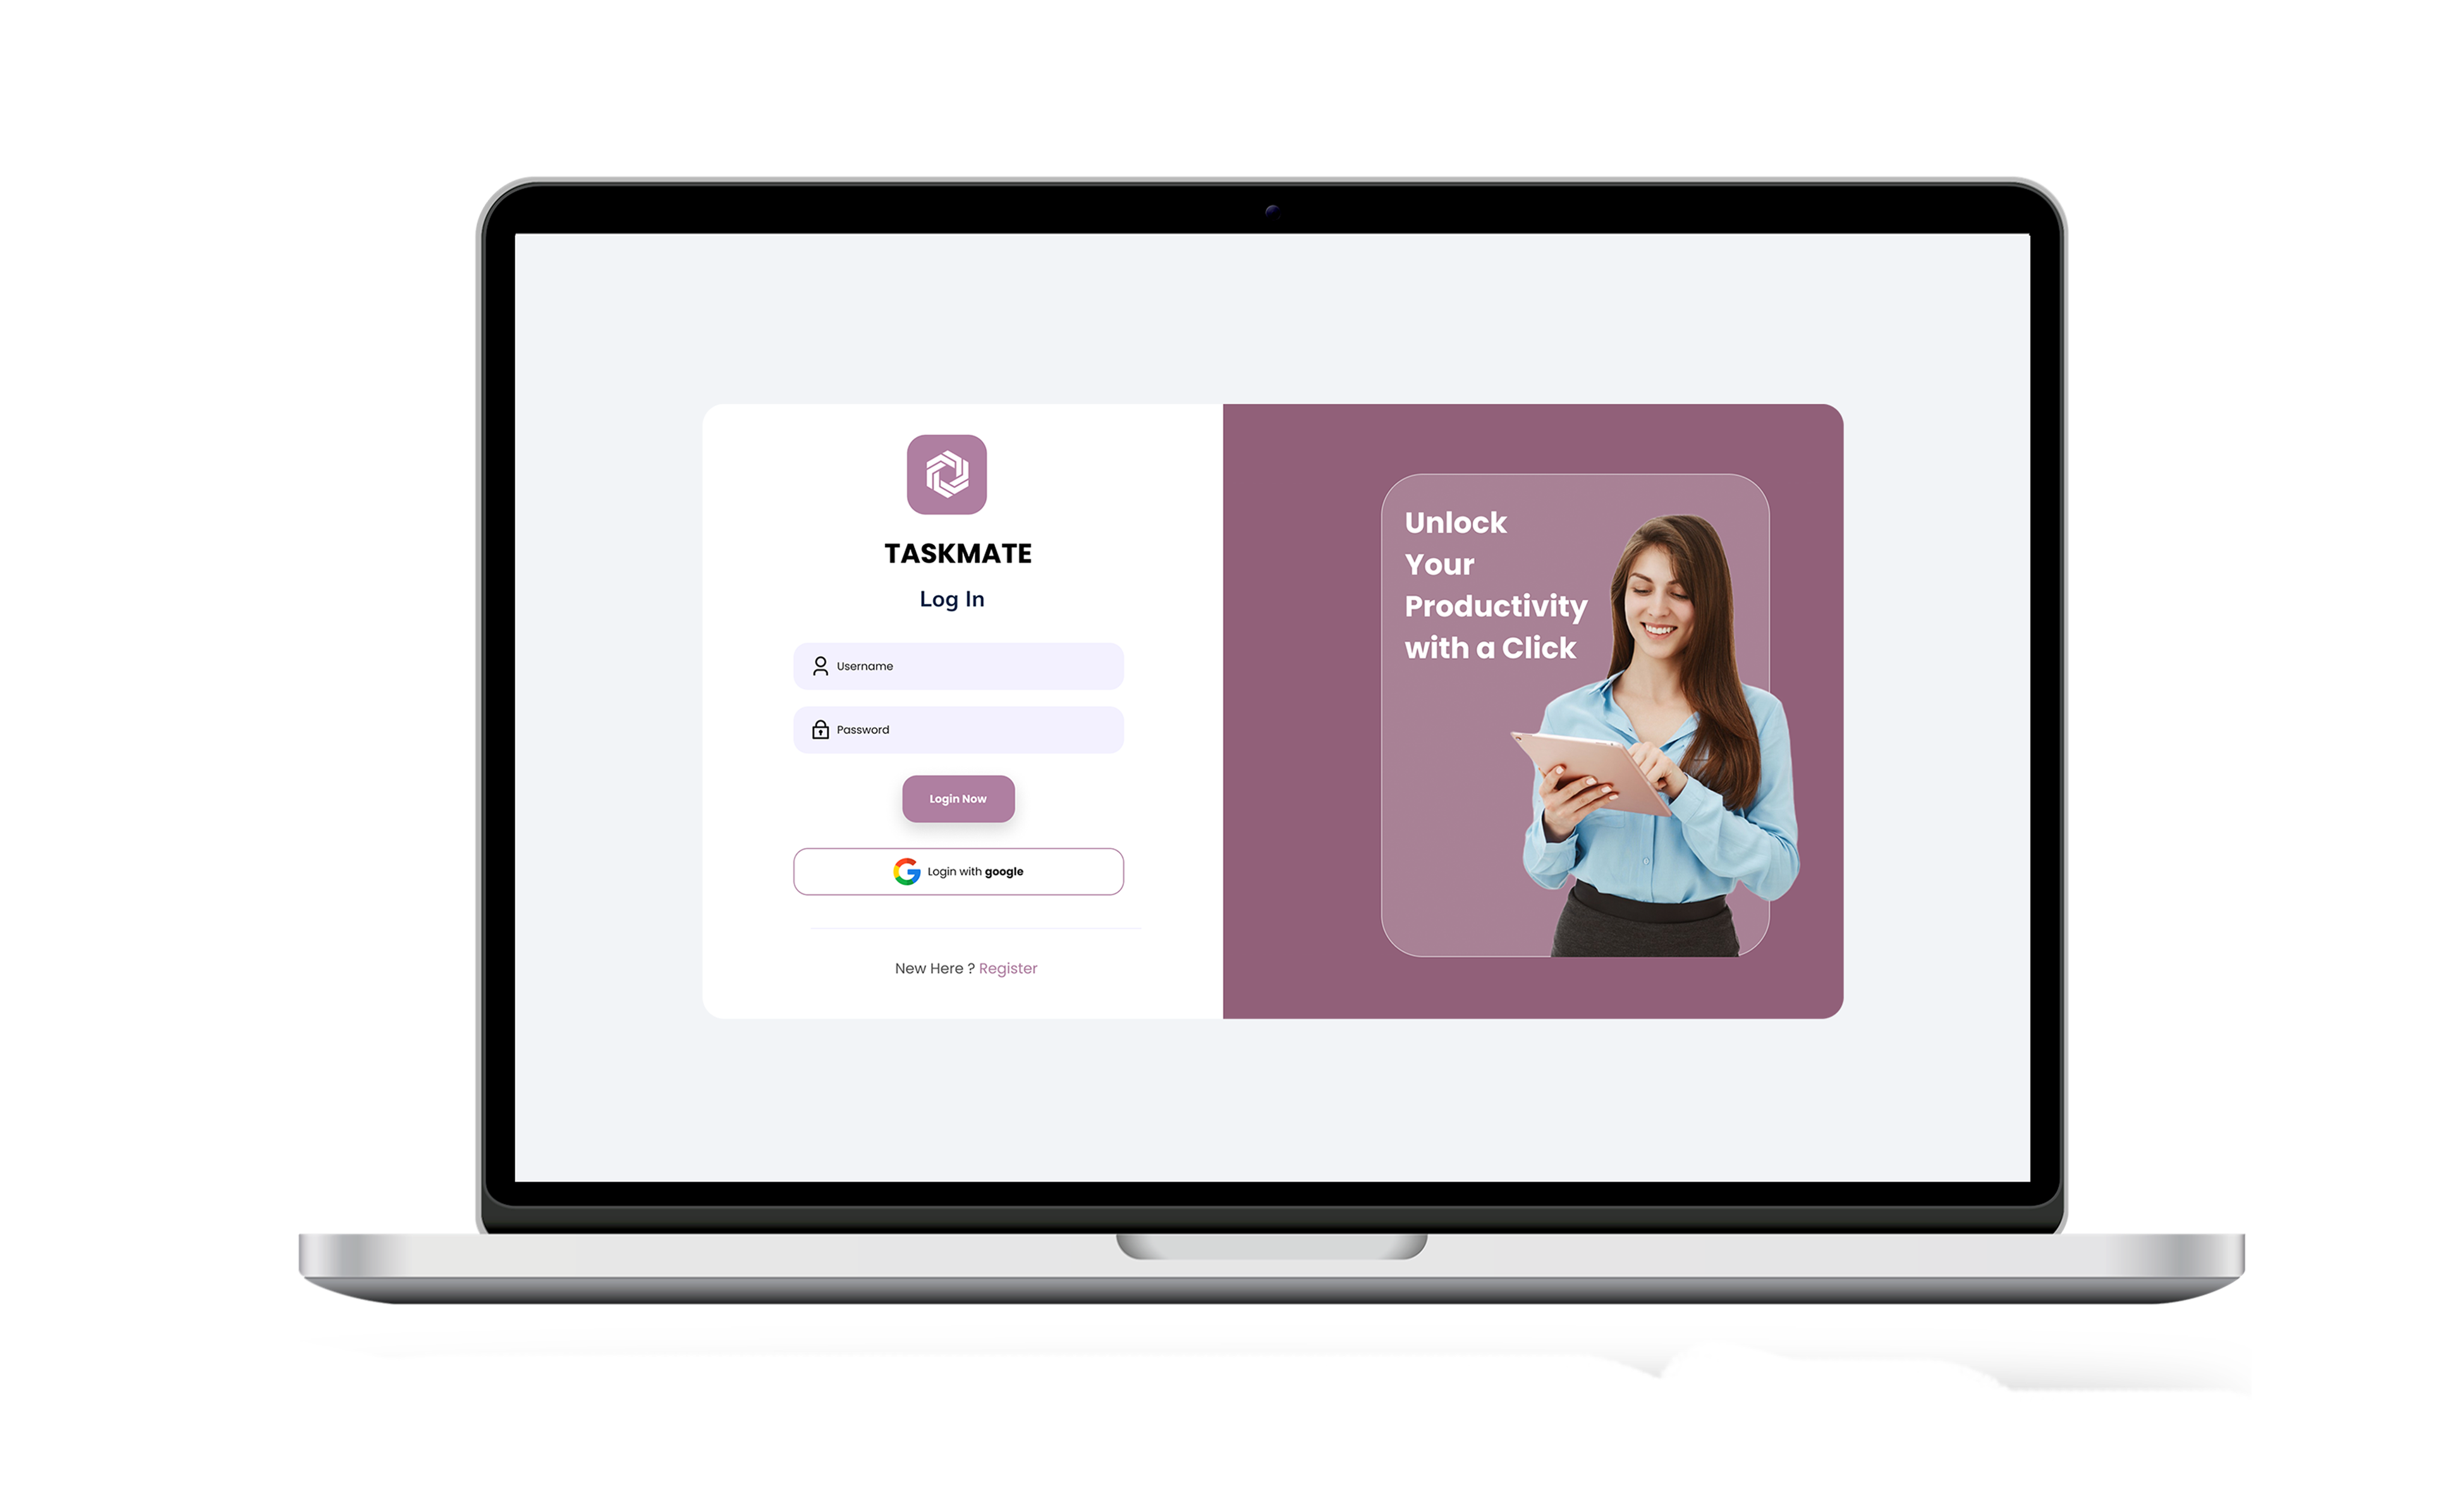 TASKMATE
Log In
Username
Password
Login Now
Login with google
New Here ? Register
Unlock
Your
Productivity
with a Click